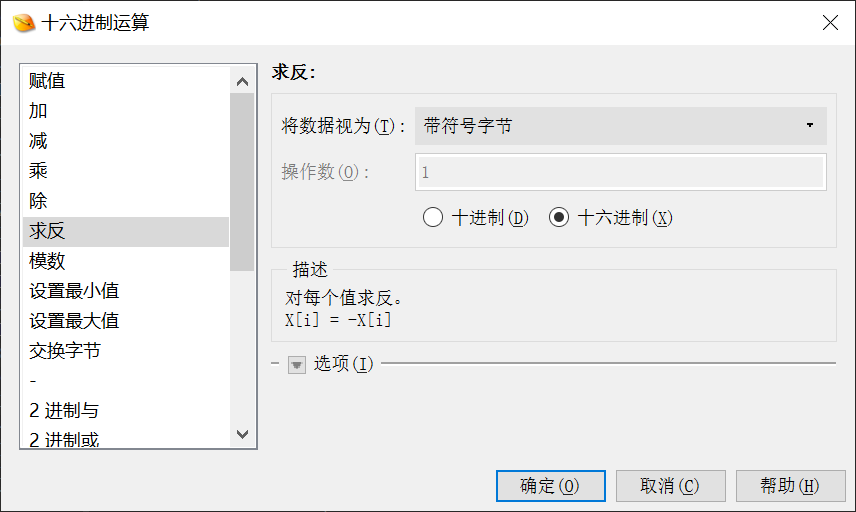 十六进制运算
赋值
加
减
乘
除
求反
模数
设置最小值
设置最大值
交换字节
-
2 进制与
2 进制或
求反:
将数据视为(T): 带符号字节
操作数(O): 1
十进制(D) 十六进制(X)
描述
对每个值求反。
X[i] = -X[i]
选项(I)
确定(O) 取消(C) 帮助(H)